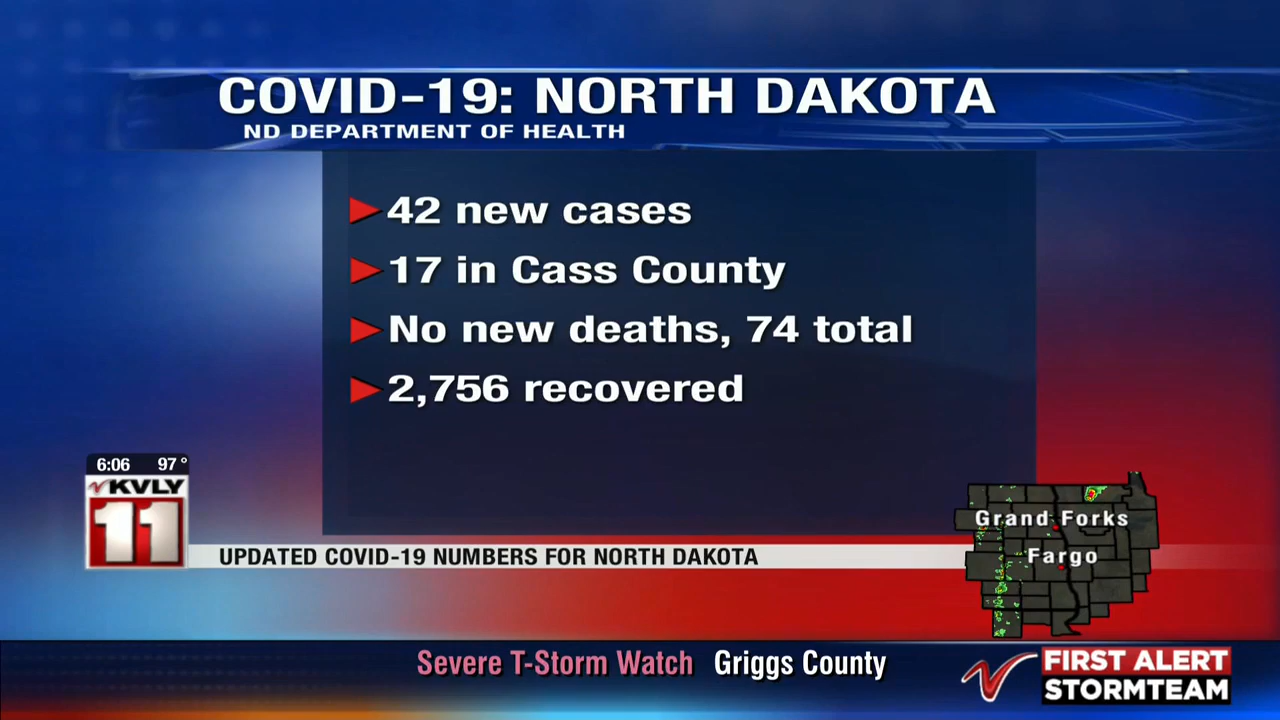 COVID-19: NORTH DAKOTA
ND DEPARTMENT OF HEALTH
42 new cases
17 in Cass County
No new deaths, 74 total
2,756 recovered
6:06 97°
KVLY
11
UPDATED COVID-19 NUMBERS FOR NORTH DAKOTA
Grand Forks
Fargo
Severe T-Storm Watch Griggs County
FIRST ALERT
STORMTEAM